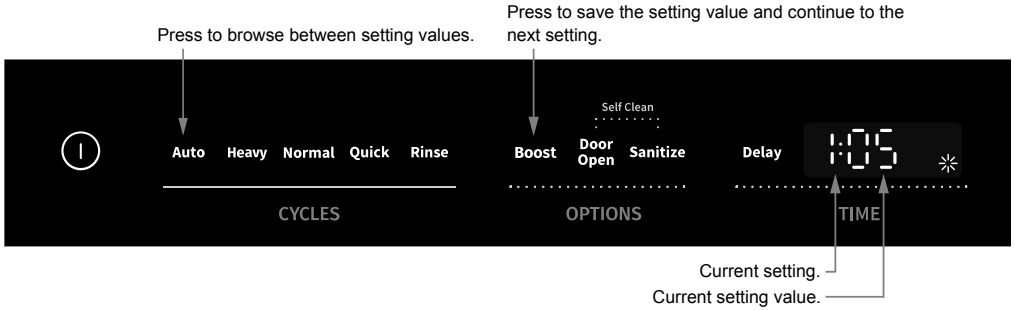 Press to browse between setting values.
Press to save the setting value and continue to the
next setting.
Self Clean
Auto Heavy Normal Quick Rinse
Boost
Door
Open
Sanitize
Delay
1:05
CYCLES
OPTIONS
TIME
Current setting.
Current setting value.